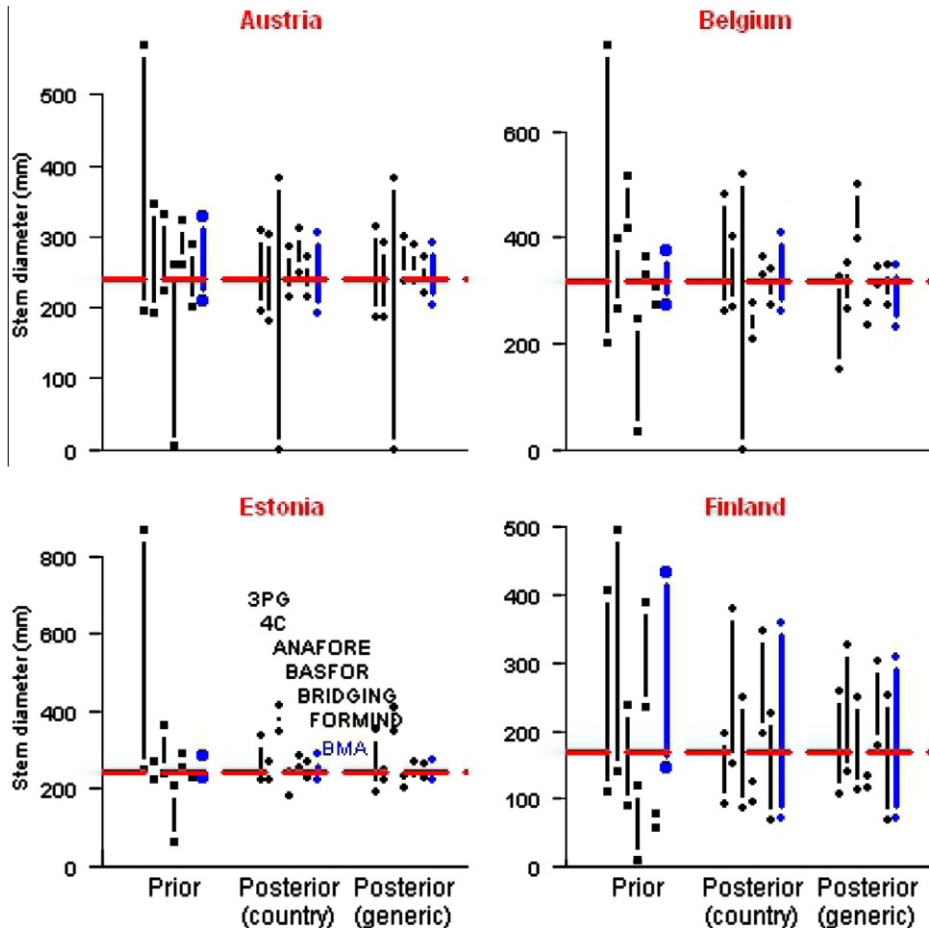 Austria
Belgium
Stem diameter (mm)
500
400
300
200
100
0
600
400
200
0
Estonia
Finland
Stem diameter (mm)
800
600
400
200
0
3PG
4C
ANAFORE
BASFOR
BRIDGING
FORMIND
BMA
500
400
300
200
100
0
Prior
Posterior
(country)
Posterior
(generic)
Prior
Posterior
(country)
Posterior
(generic)